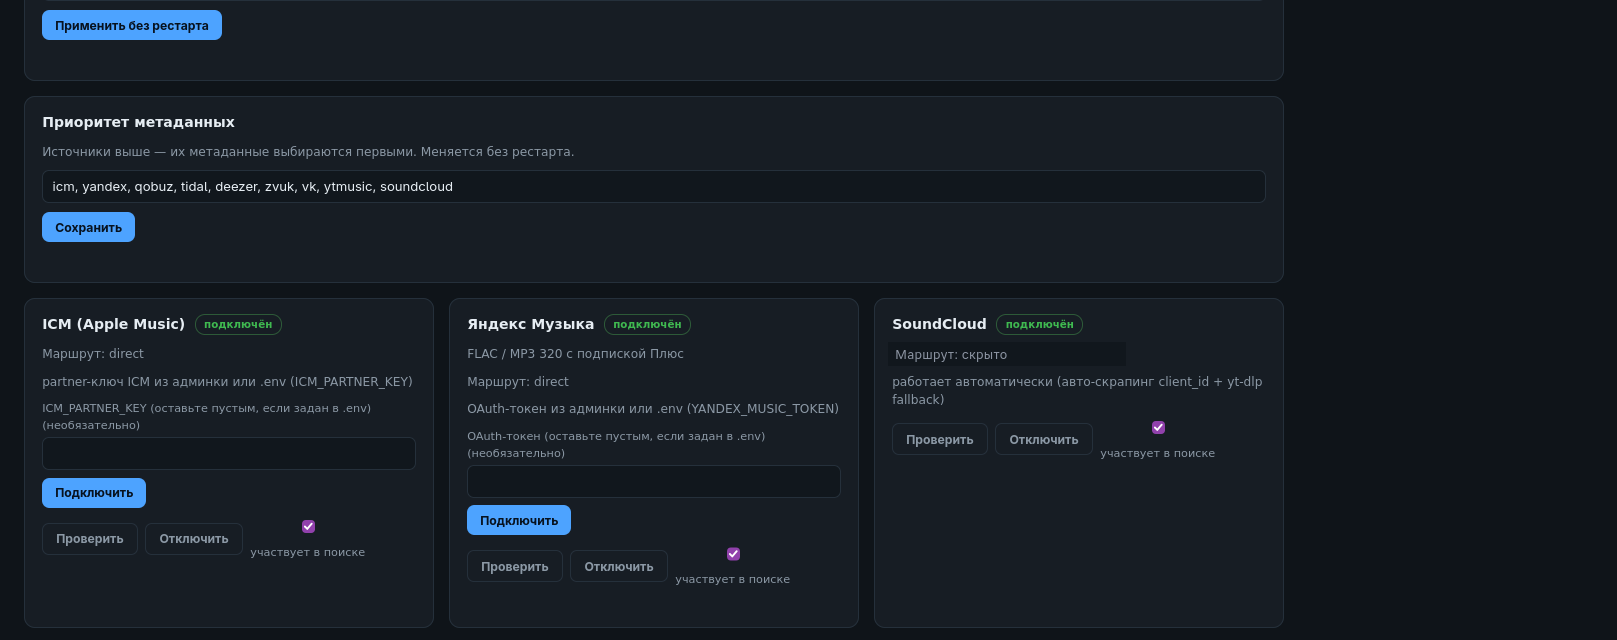 Применить без рестарта
Приоритет метаданных
Источники выше — их метаданные выбираются первыми. Меняется без рестарта.
icm, yandex, qobuz, tidal, deezer, zvuk, vk, ytmusic, soundcloud
Сохранить
ICM (Apple Music) подключён
Маршрут: direct
partner-ключ ICM из админки или .env (ICM_PARTNER_KEY)
ICM_PARTNER_KEY (оставьте пустым, если задан в .env)
(необязательно)
Подключить
Проверить Отключить участвует в поиске
Яндекс Музыка подключён
FLAC / MP3 320 с подпиской Плюс
Маршрут: direct
OAuth-токен из админки или .env (YANDEX_MUSIC_TOKEN)
OAuth-токен (оставьте пустым, если задан в .env)
(необязательно)
Подключить
Проверить Отключить участвует в поиске
SoundCloud подключён
Маршрут: скрыто
работает автоматически (авто-скрапинг client_id + yt-dlp
fallback)
Проверить Отключить участвует в поиске